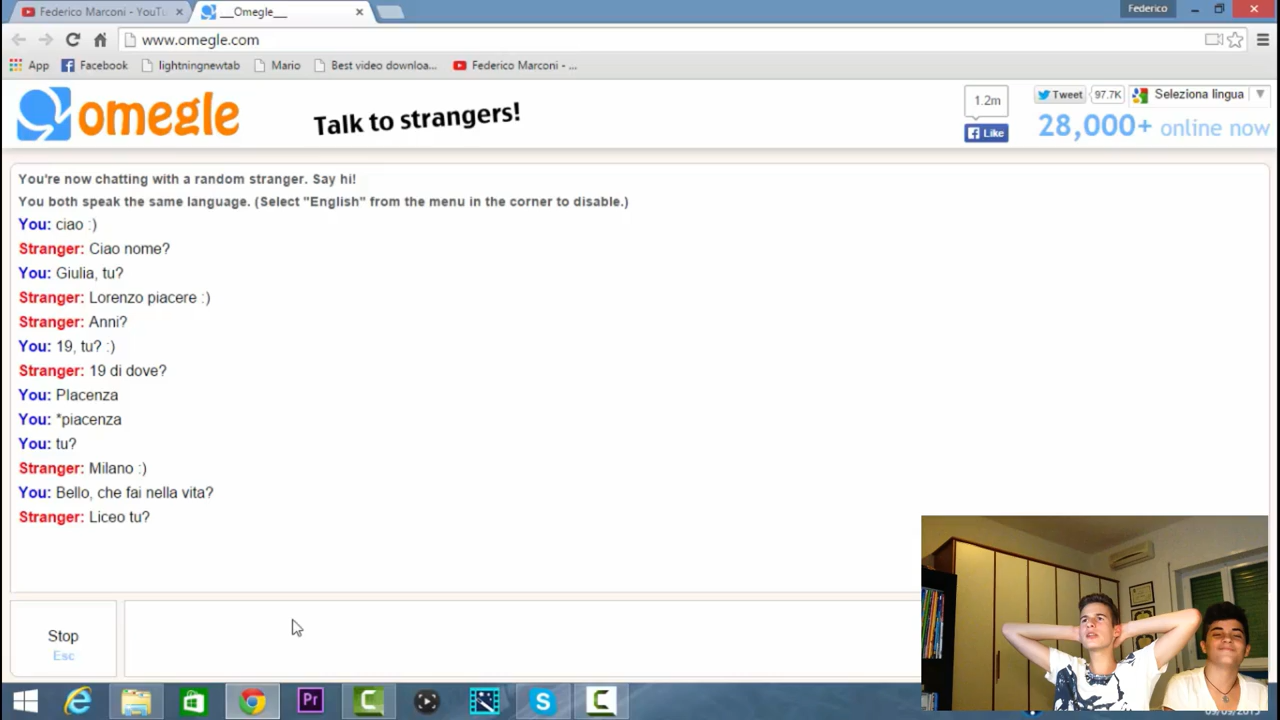 Federico Marconi - YouTu
__Omegle__
Federico
www.omegle.com
App
Facebook
lightningnewtab
Mario
Best video downloa...
Federico Marconi - ...
omegle
Talk to strangers!
1.2m
Like
Tweet
97.7K
Seleziona lingua
28,000+ online now
You're now chatting with a random stranger. Say hi!
You both speak the same language. (Select "English" from the menu in the corner to disable.)
You: ciao :)
Stranger: Ciao nome?
You: Giulia, tu?
Stranger: Lorenzo piacere :)
Stranger: Anni?
You: 19, tu? :)
Stranger: 19 di dove?
You: PIacenza
You: *piacenza
You: tu?
Stranger: Milano :)
You: Bello, che fai nella vita?
Stranger: Liceo tu?
Stop
Esc
Pr